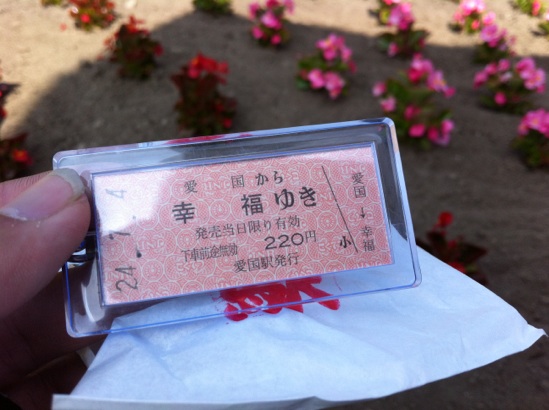 愛国から
幸福ゆき
発売当日限り有効
下車前途無効 220円
愛国駅発行
24.-7.-4
愛国→幸福
小